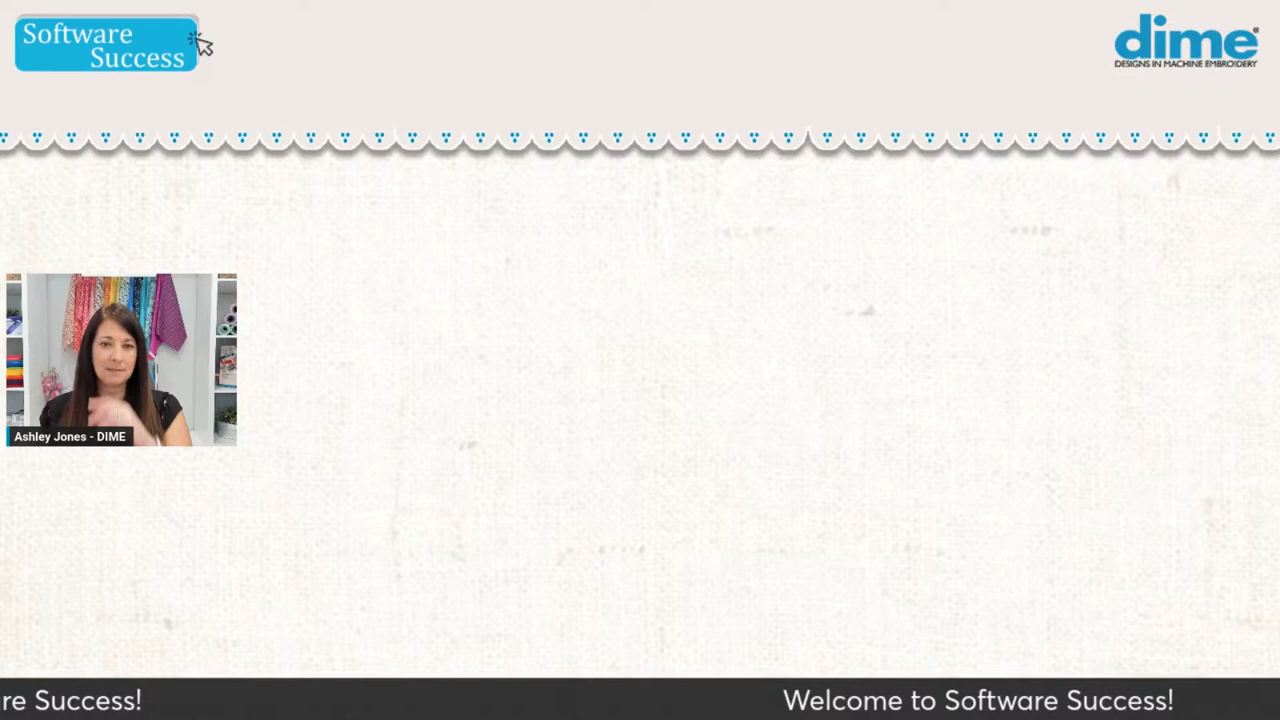 Software
Success
dime®
DESIGNS IN MACHINE EMBROIDERY
Ashley Jones - DIME
re Success!
Welcome to Software Success!